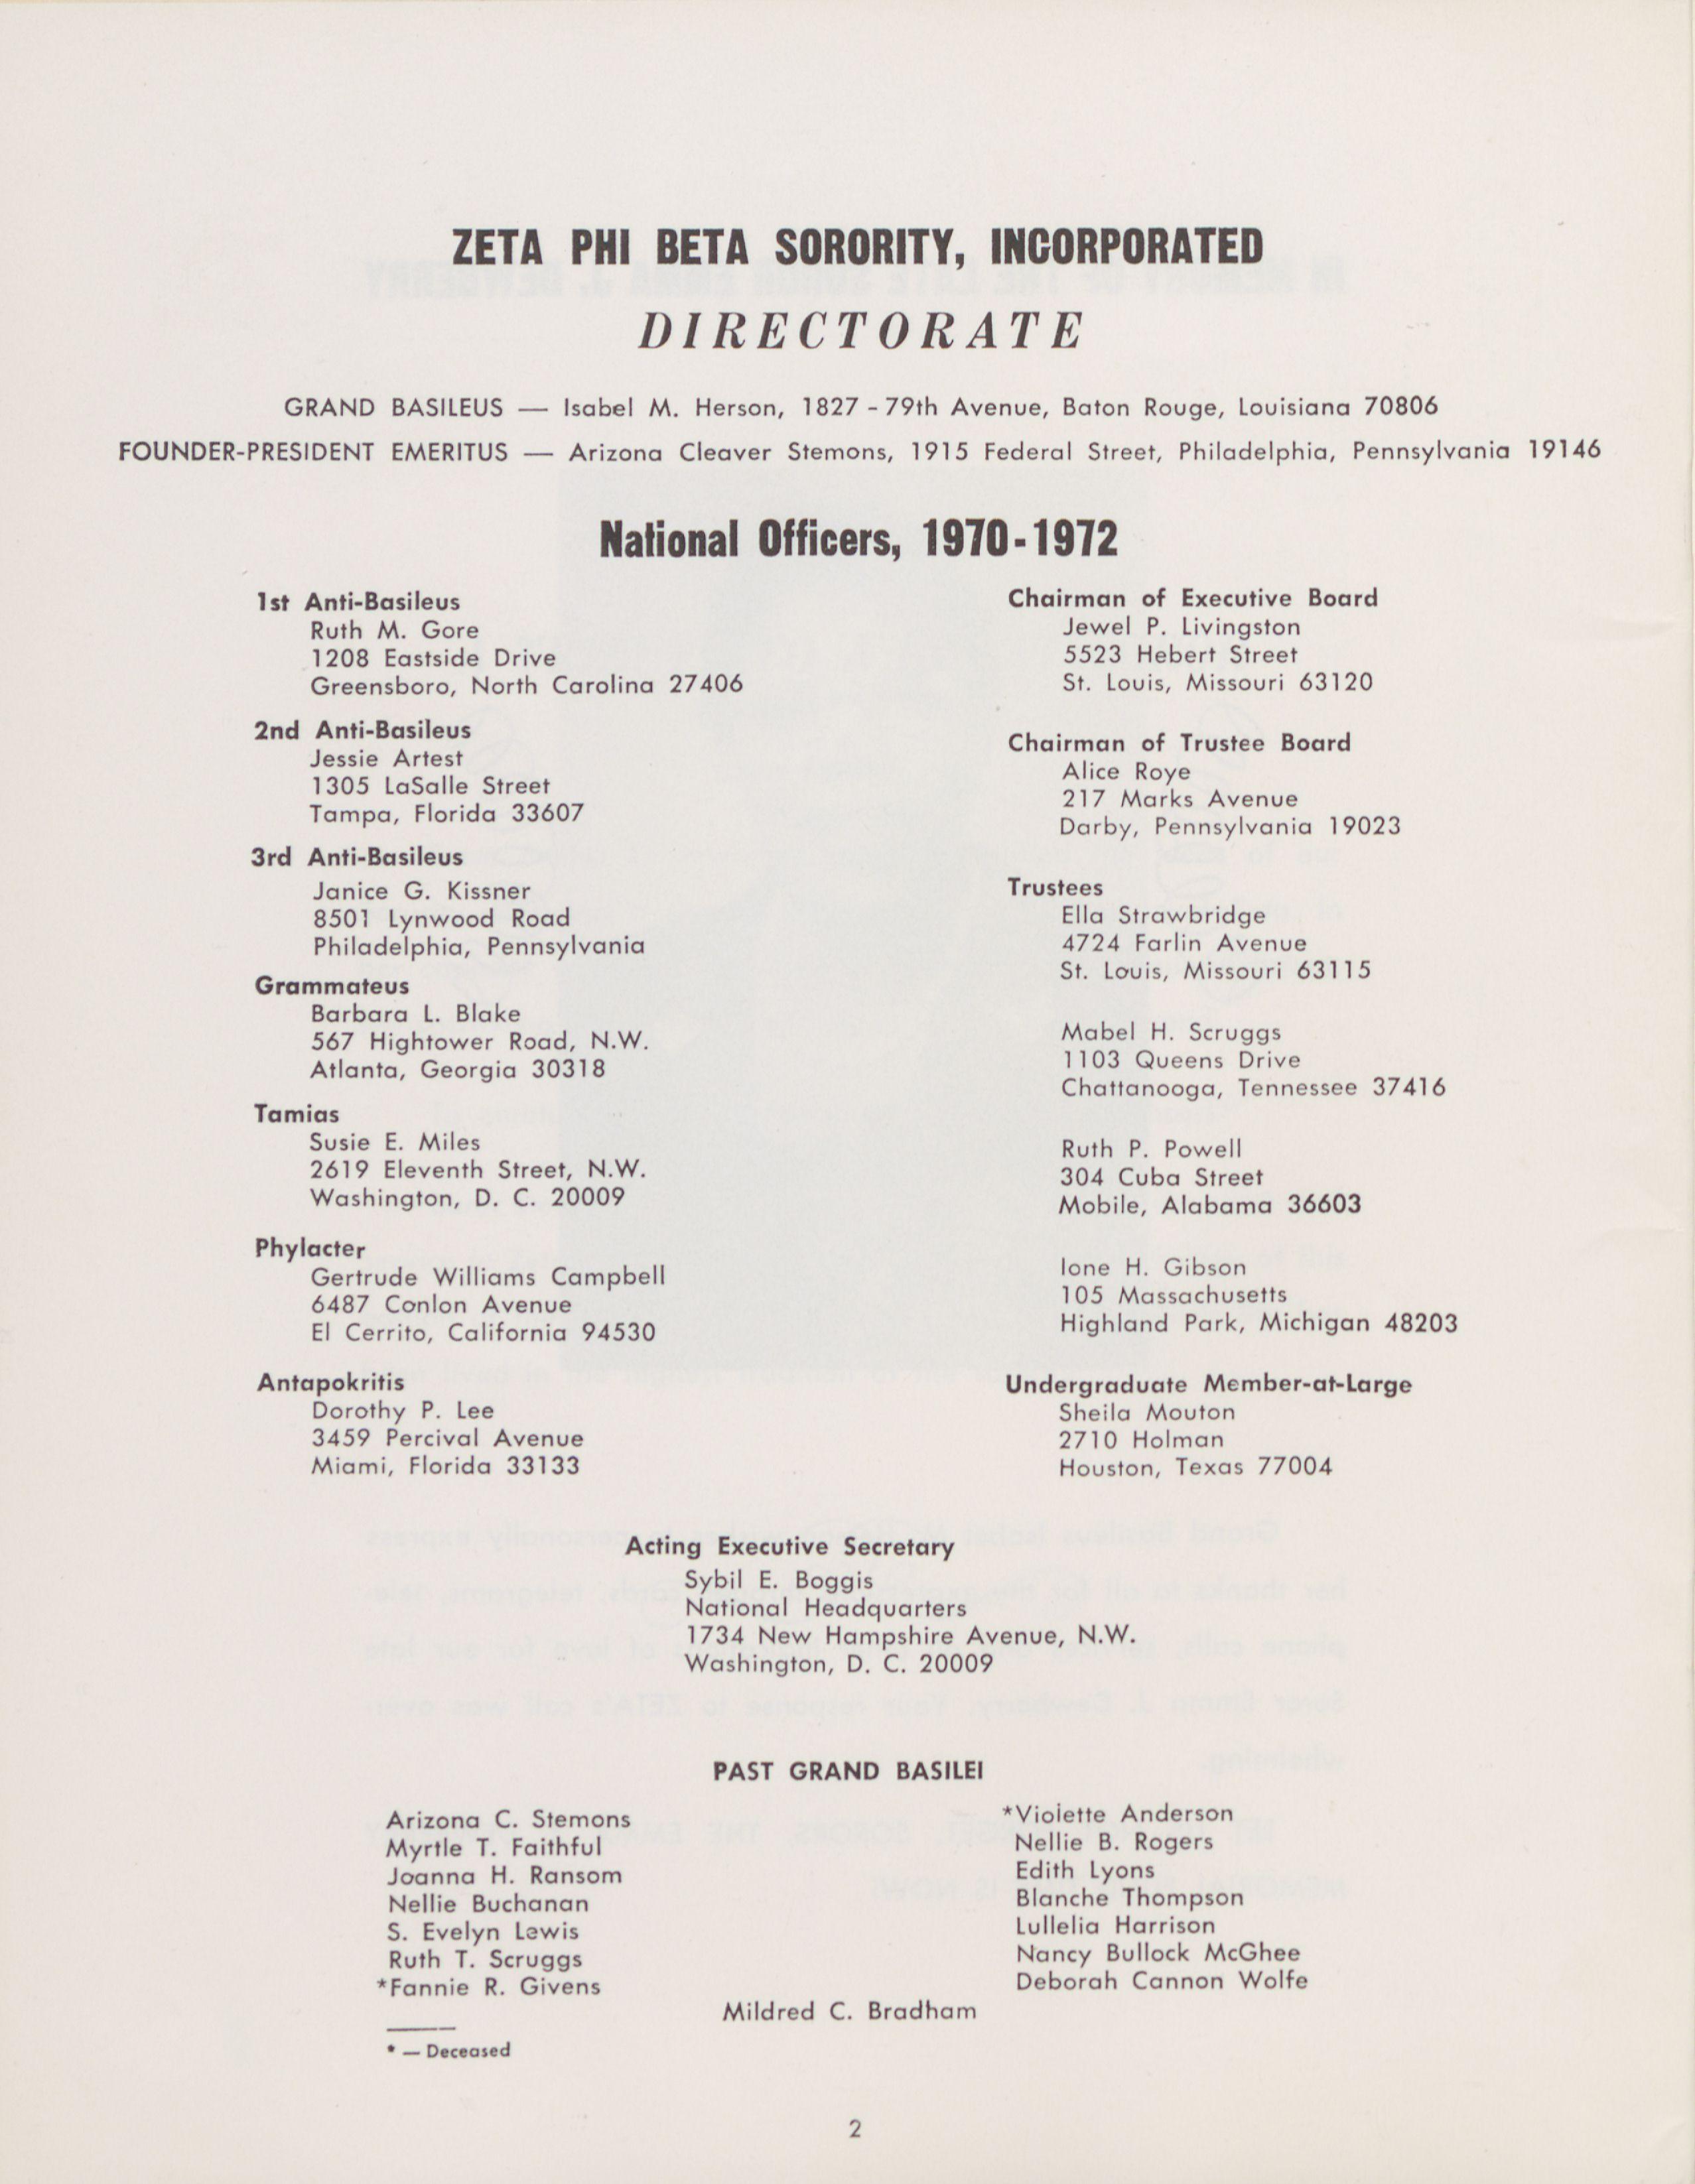 ZETA PHI BETA SORORITY, INCORPORATED
DIRECTORATE
GRAND BASILEUS — Isabel M. Herson, 1827 - 79th Avenue, Baton Rouge, Louisiana 70806
FOUNDER-PRESIDENT EMERITUS — Arizona Cleaver Stemons, 1915 Federal Street, Philadelphia, Pennsylvania 19146
National Officers, 1970-1972
1st Anti-Basileus
Ruth M. Gore
1208 Eastside Drive
Greensboro, North Carolina 27406
2nd Anti-Basileus
Jessie Artest
1305 LaSalle Street
Tampa, Florida 33607
3rd Anti-Basileus
Janice G. Kissner
8501 Lynwood Road
Philadelphia, Pennsylvania
Grammateus
Barbara L. Blake
567 Hightower Road, N.W.
Atlanta, Georgia 30318
Tamias
Susie E. Miles
2619 Eleventh Street, N.W.
Washington, D. C. 20009
Phylacter
Gertrude Williams Campbell
6487 Conlon Avenue
El Cerrito, California 94530
Antapokritis
Dorothy P. Lee
3459 Percival Avenue
Miami, Florida 33133
Chairman of Executive Board
Jewel P. Livingston
5523 Hebert Street
St. Louis, Missouri 63120
Chairman of Trustee Board
Alice Roye
217 Marks Avenue
Darby, Pennsylvania 19023
Trustees
Ella Strawbridge
4724 Farlin Avenue
St. Louis, Missouri 63115
Mabel H. Scruggs
1103 Queens Drive
Chattanooga, Tennessee 37416
Ruth P. Powell
304 Cuba Street
Mobile, Alabama 36603
Ione H. Gibson
105 Massachusetts
Highland Park, Michigan 48203
Undergraduate Member-at-Large
Sheila Mouton
2710 Holman
Houston, Texas 77004
Acting Executive Secretary
Sybil E. Boggis
National Headquarters
1734 New Hampshire Avenue, N.W.
Washington, D. C. 20009
PAST GRAND BASILEI
Arizona C. Stemons
Myrtle T. Faithful
Joanna H. Ransom
Nellie Buchanan
S. Evelyn Lewis
Ruth T. Scruggs
*Fannie R. Givens
*Violette Anderson
Nellie B. Rogers
Edith Lyons
Blanche Thompson
Lullelia Harrison
Nancy Bullock McGhee
Deborah Cannon Wolfe
Mildred C. Bradham
* — Deceased
2